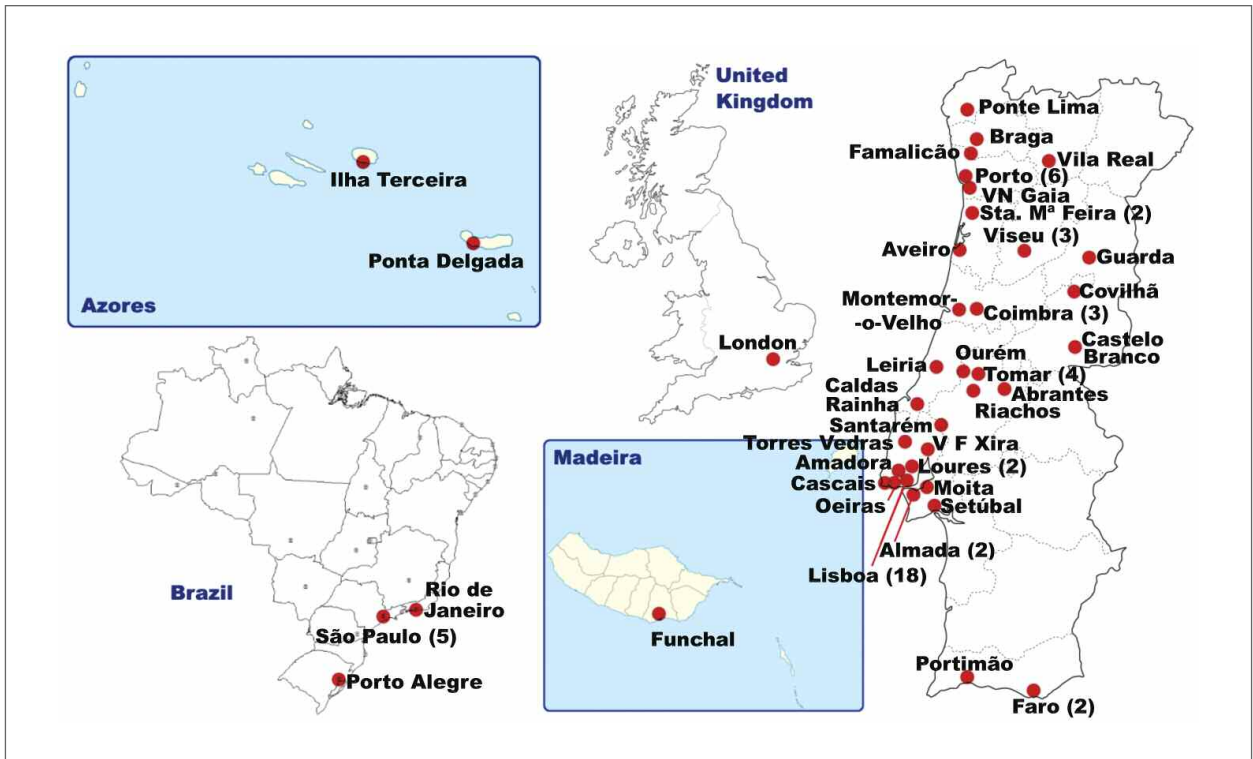 Ilha Terceira
Ponta Delgada
Azores
United
Kingdom
London
Brazil
Rio de
Janeiro
São Paulo (5)
Porto Alegre
Madeira
Funchal
Ponte Lima
Braga
Famalicão
Vila Real
Porto (6)
VN Gaia
Sta. Mª Feira (2)
Viseu (3)
Aveiro
Guarda
Covilhã
Montemor-
-o-Velho
Coimbra (3)
Castelo
Branco
Ourém
Leiria
Tomar (4)
Caldas
Rainha
Abrantes
Riachos
Santarém
Torres Vedras
V F Xira
Amadora
Loures (2)
Cascais
Moita
Oeiras
Setúbal
Almada (2)
Lisboa (18)
Portimão
Faro (2)